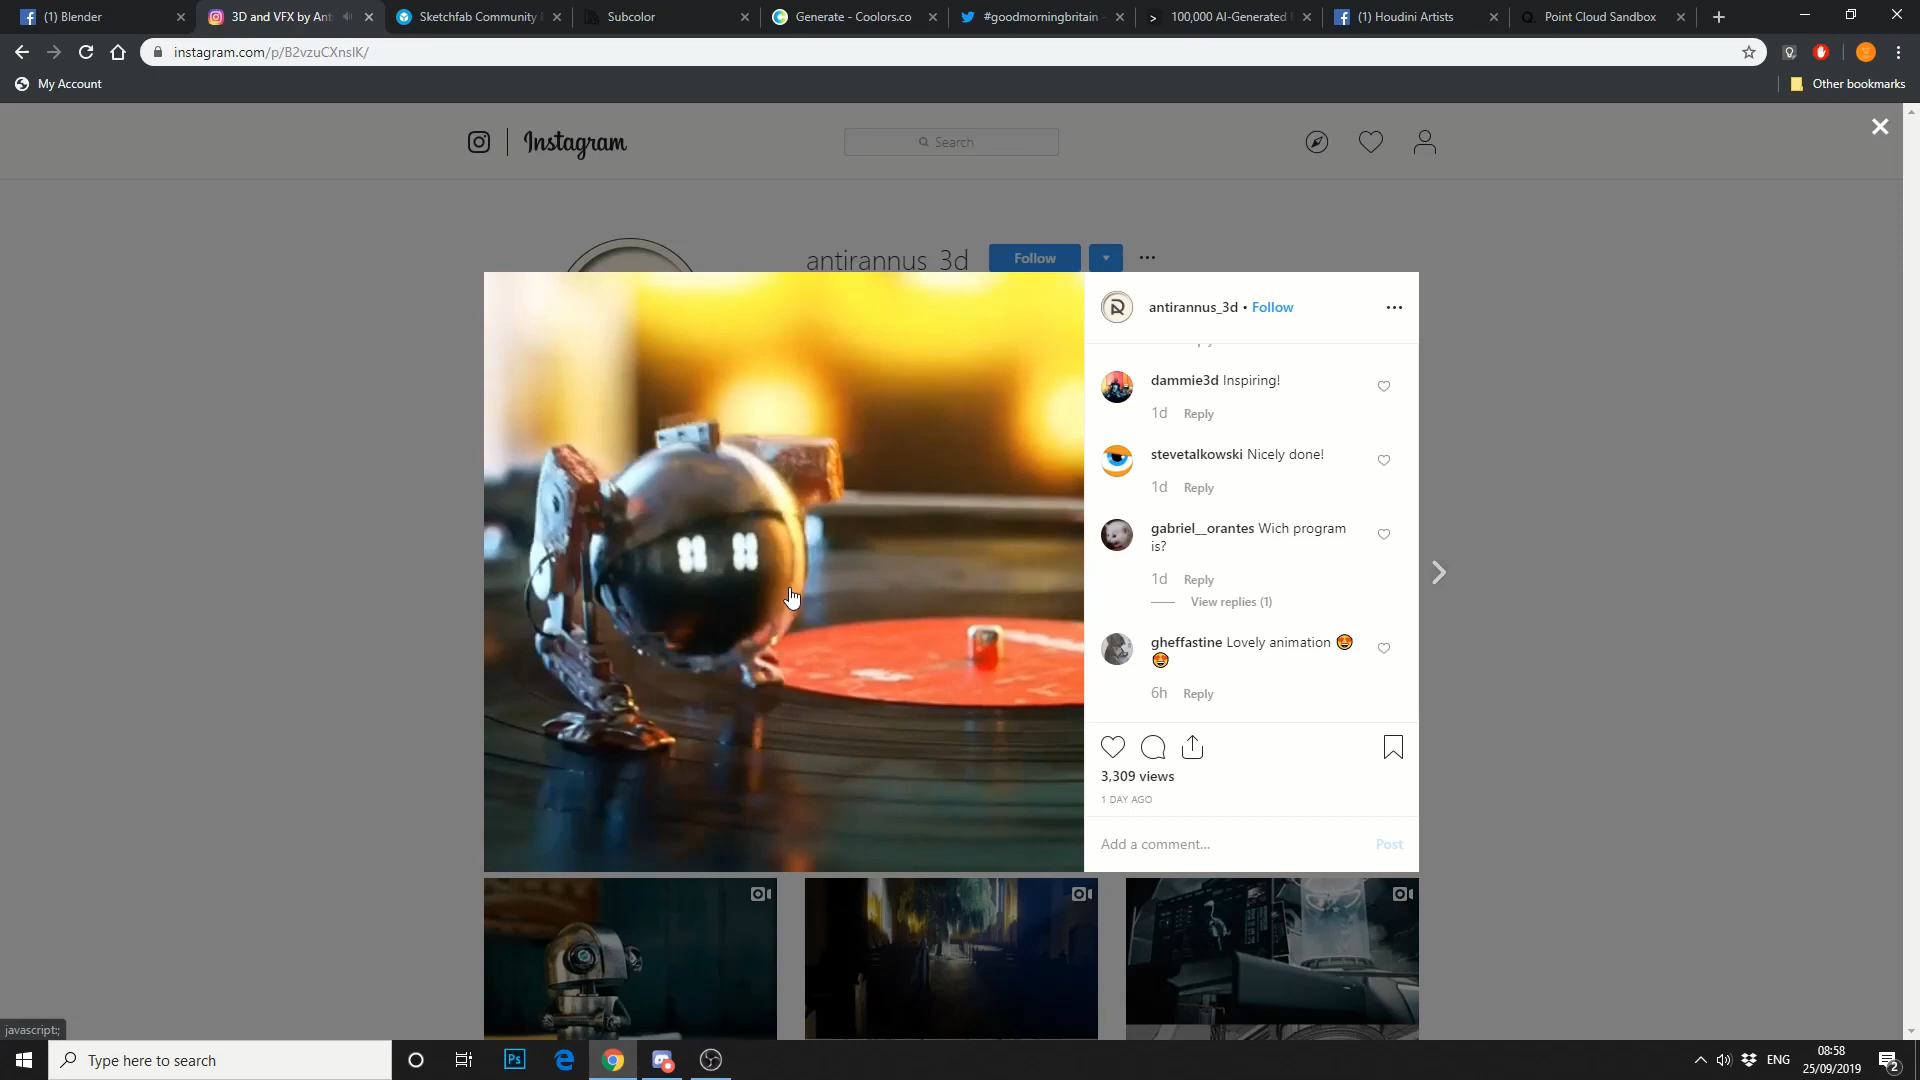 (1) Blender
3D and VFX by Ant
Sketchfab Community
Subcolor
Generate - Coolors.co
#goodmorningbritain
100,000 AI-Generated
(1) Houdini Artists
Point Cloud Sandbox
instagram.com/p/B2vzuCXnsIK/
My Account
Other bookmarks
Instagram
Search
antirannus_3d
Follow
antirannus_3d • Follow
dammie3d Inspiring!
1d Reply
stevetalkowski Nicely done!
1d Reply
gabriel__orantes Wich program
is?
1d Reply
View replies (1)
gheffastine Lovely animation 😍
😍
6h Reply
3,309 views
1 DAY AGO
Add a comment...
Post
javascript:;
Type here to search
Ps
ENG
08:58
25/09/2019
2